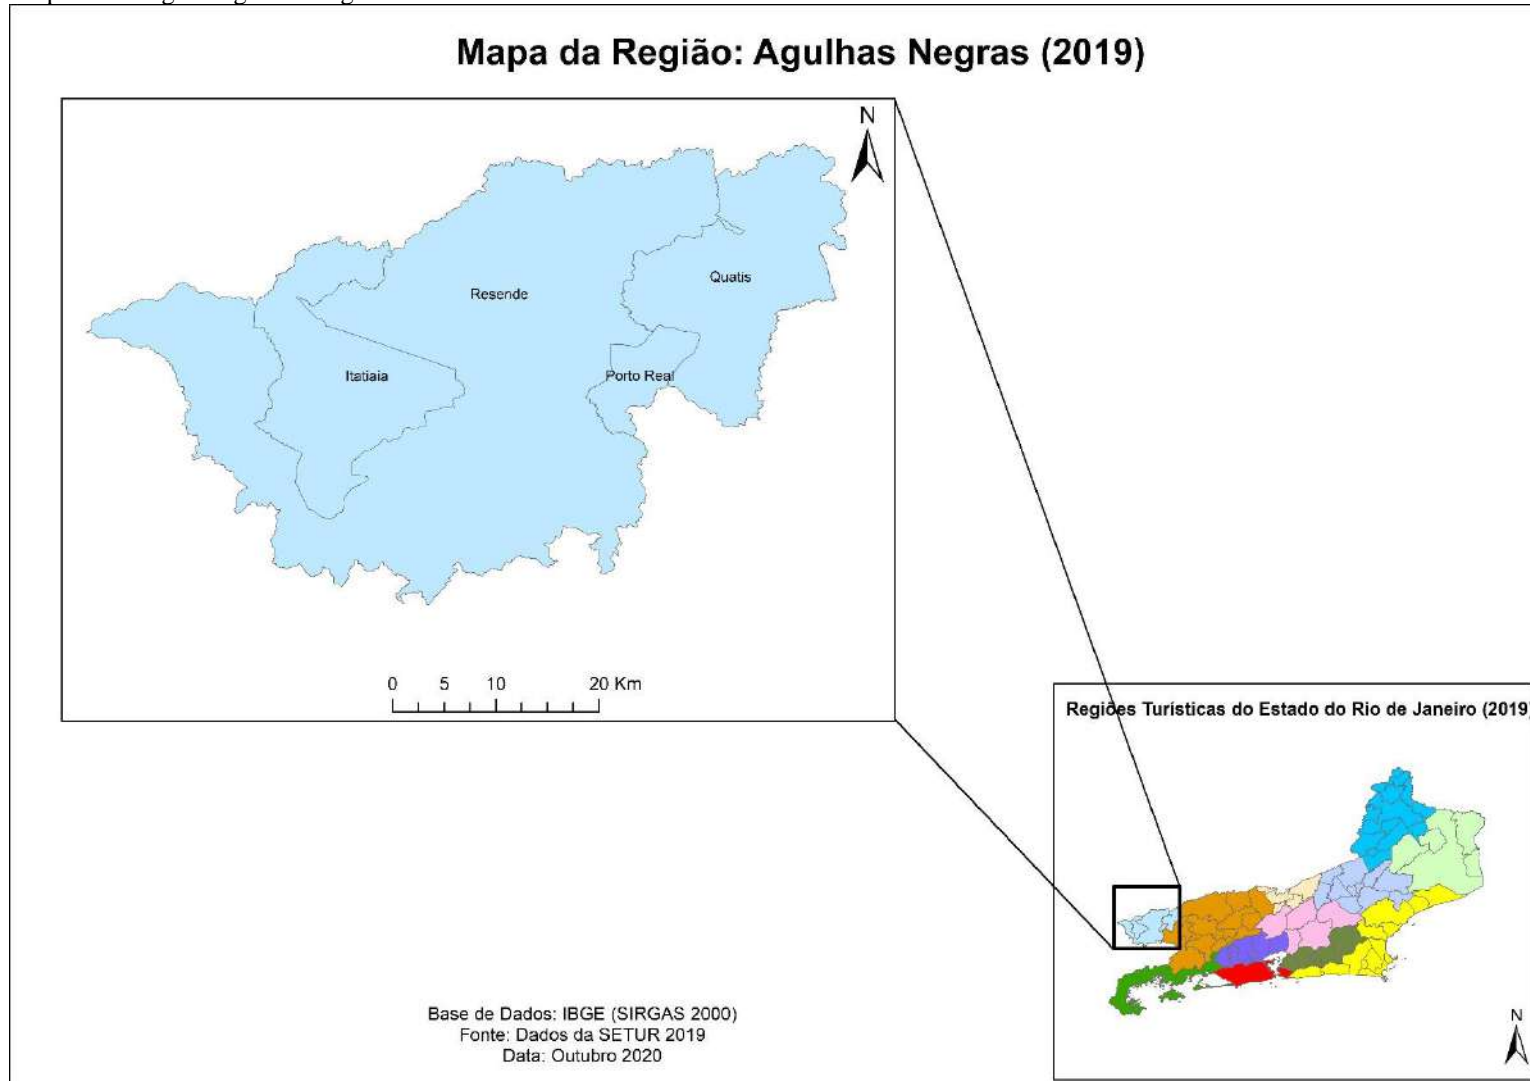 Mapa da Região: Agulhas Negras (2019)
N
Quatis
Resende
Itatiaia
Porto Real
0 5 10 20 Km
Regiões Turísticas do Estado do Rio de Janeiro (2019)
Base de Dados: IBGE (SIRGAS 2000)
Fonte: Dados da SETUR 2019
Data: Outubro 2020
N